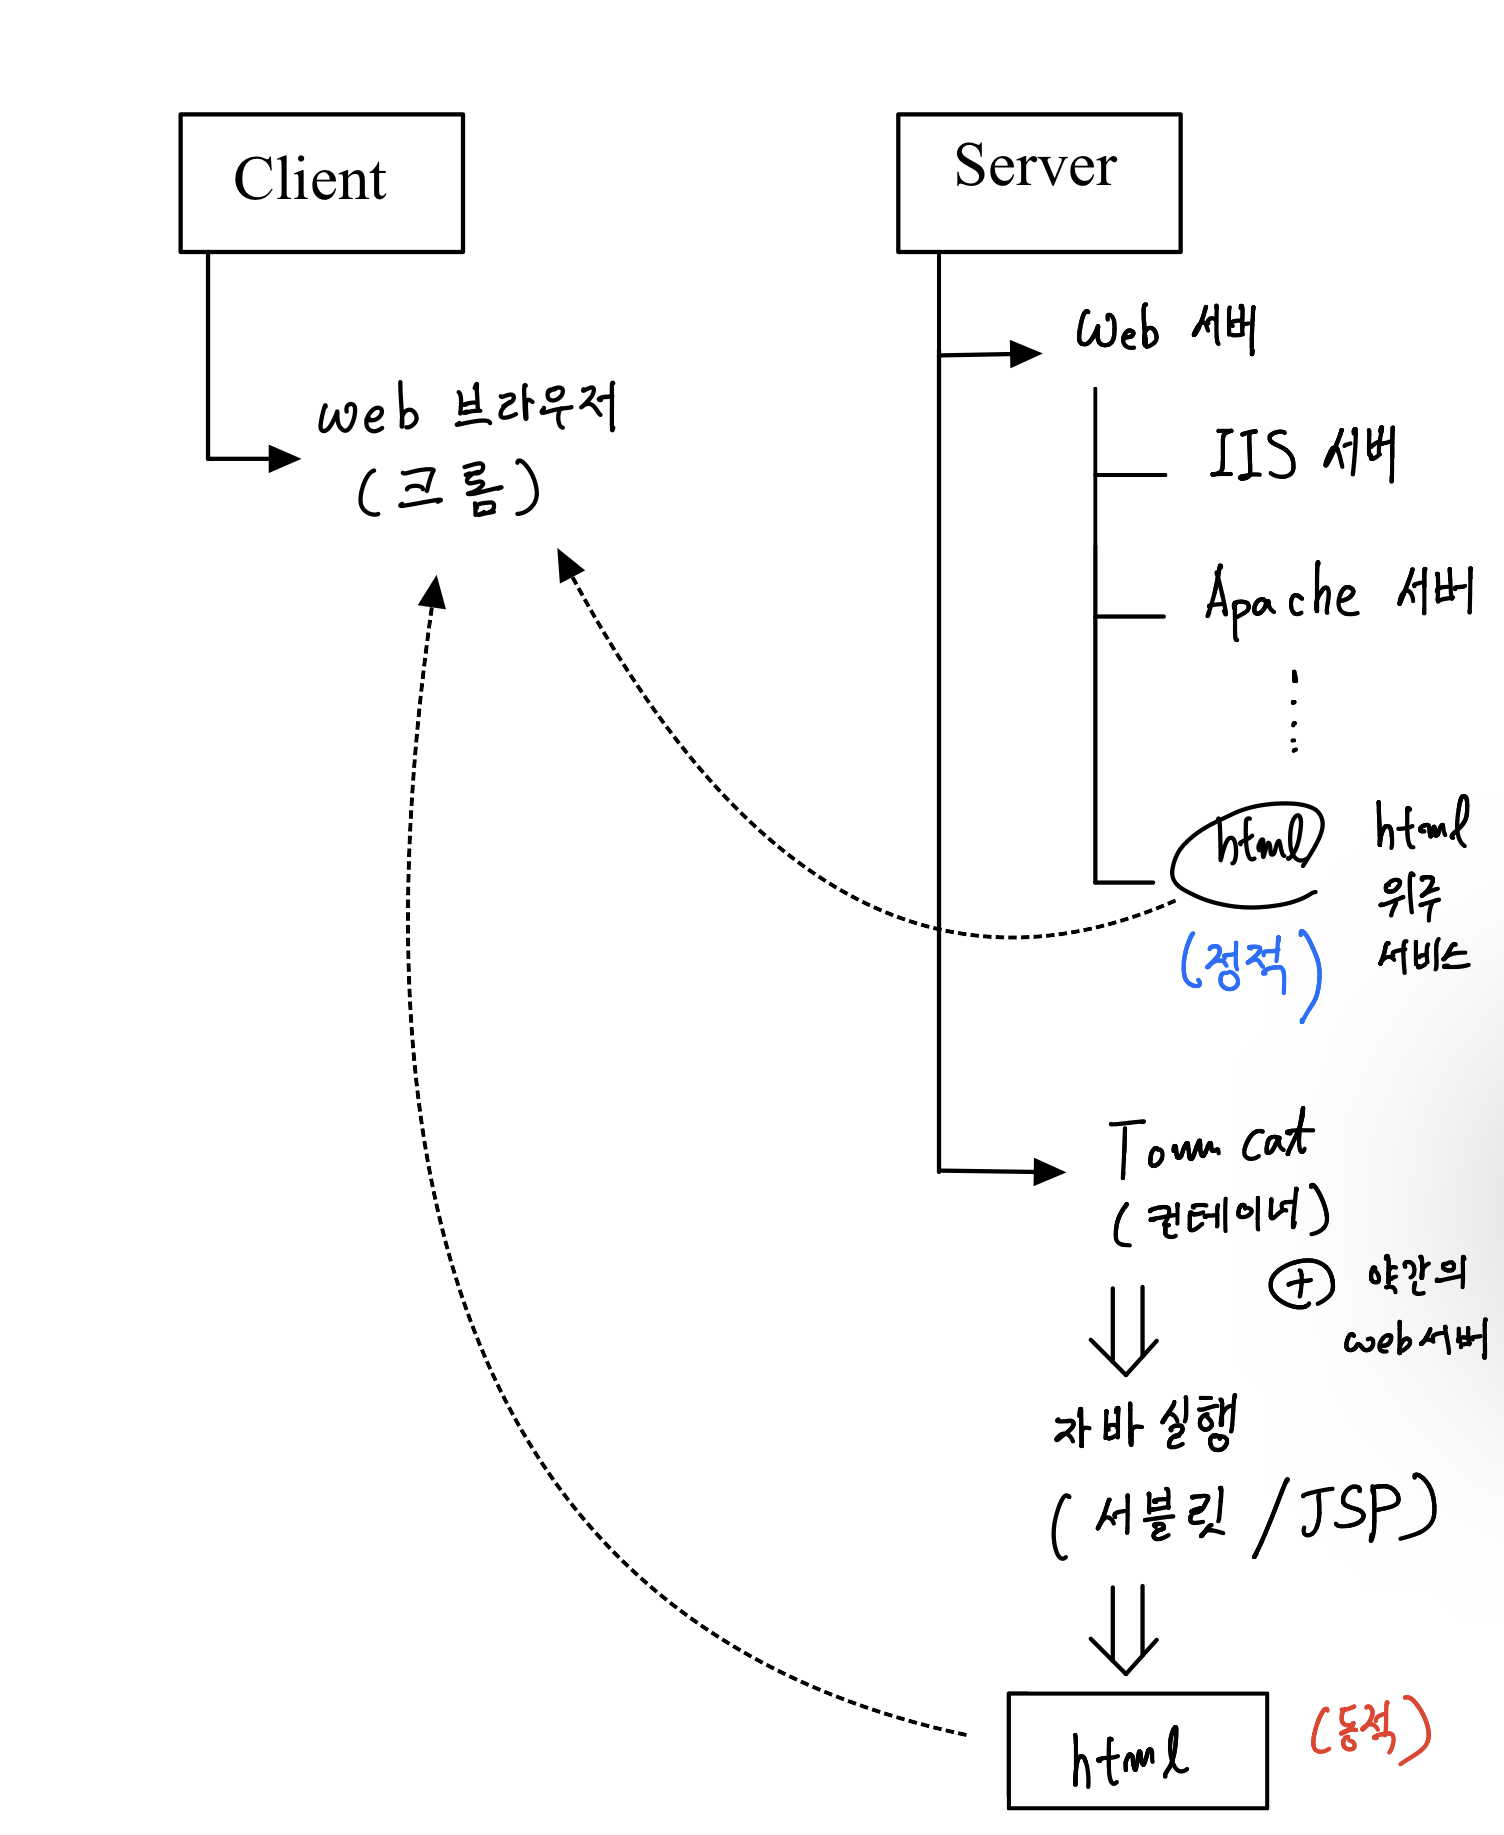 Client
web 브라우저
(크롬)
Server
Web 서버
IIS 서버
Apache 서버
html
(정적)
html
위주
서비스
Tomcat
(컨테이너)
+ 약간의
web서버
자바 실행
(서블릿/JSP)
html
(동적)